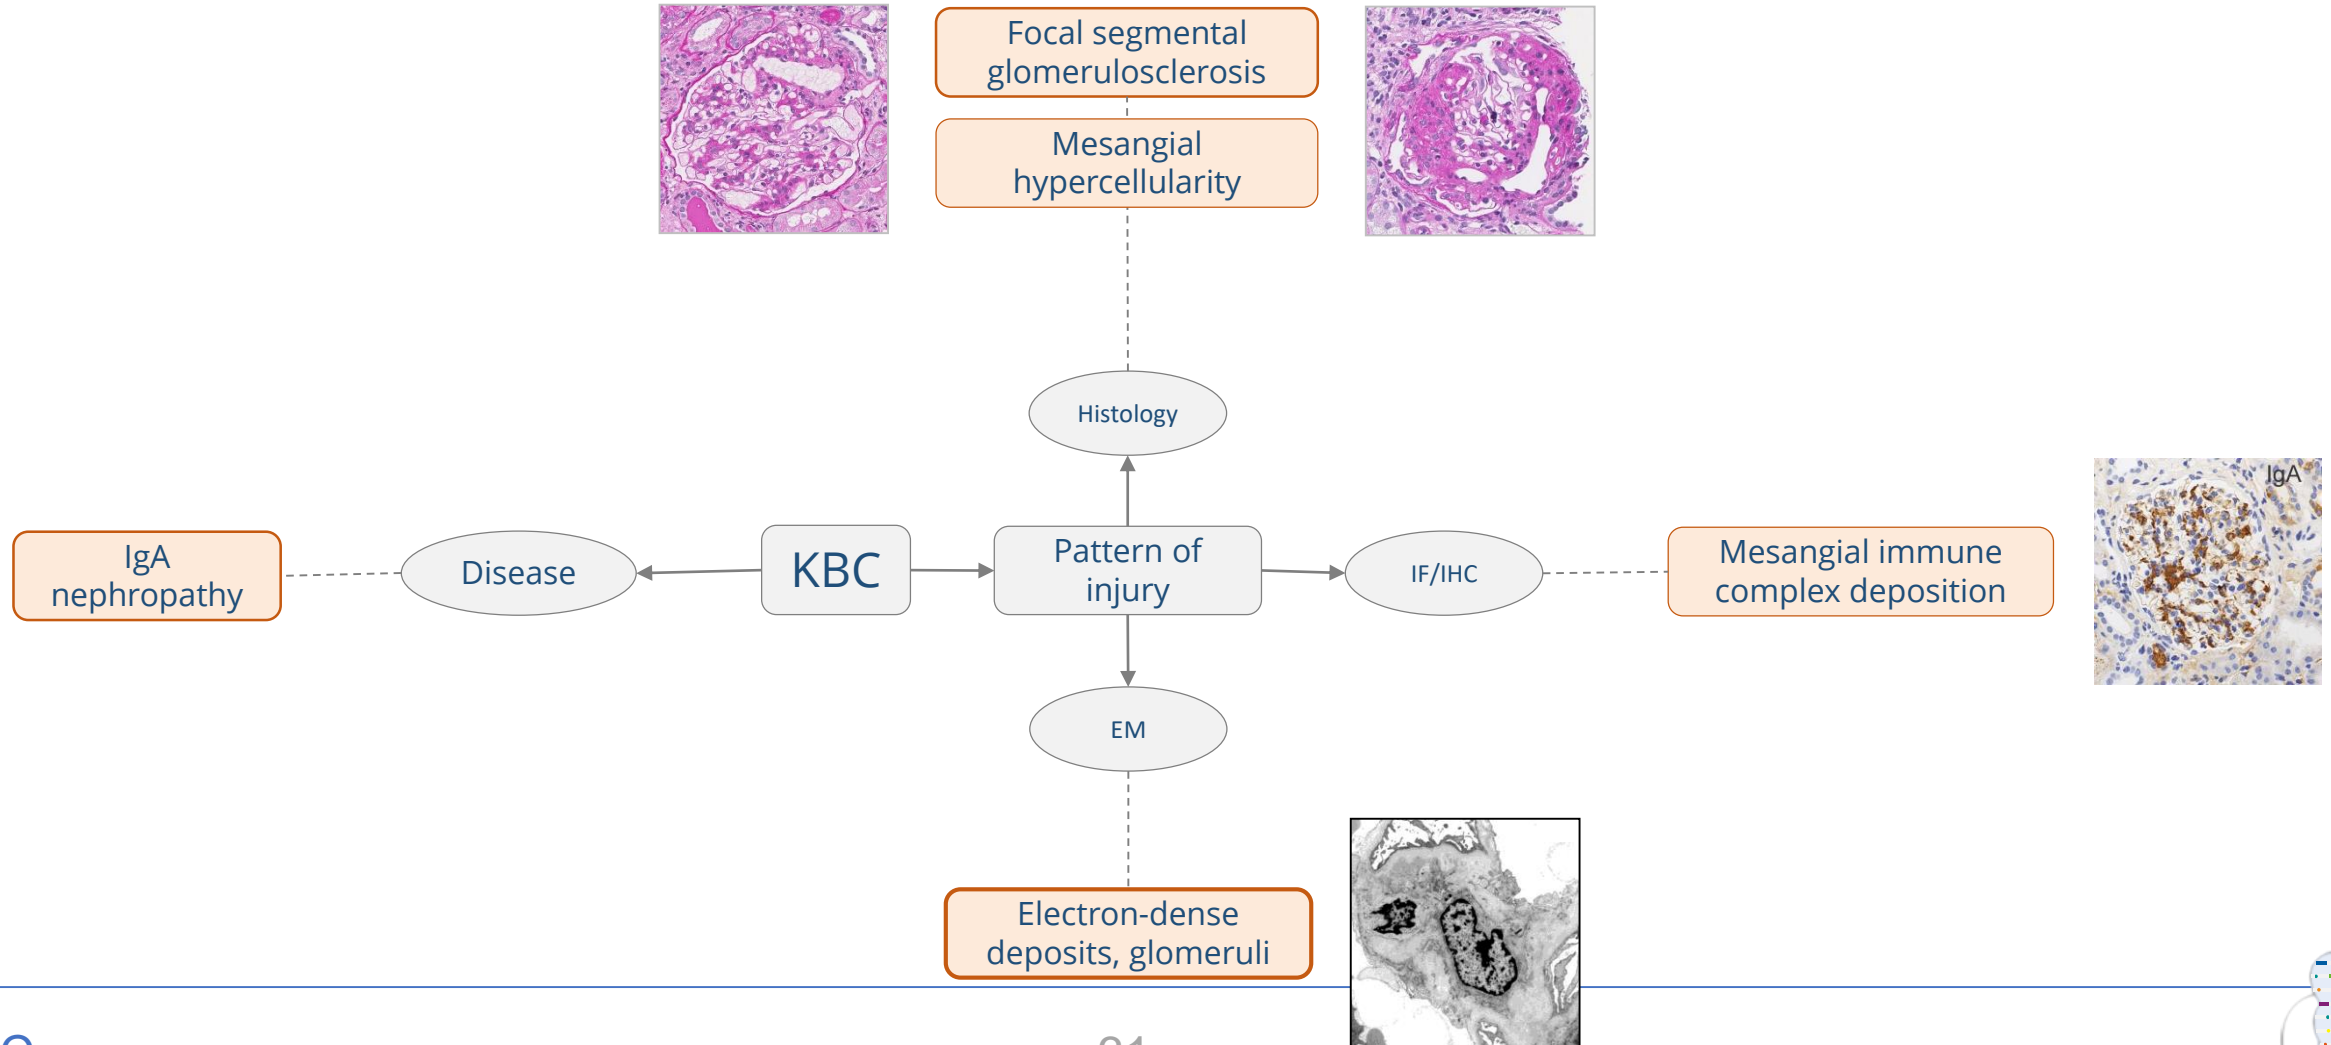 Focal segmental
glomerulosclerosis
Mesangial
hypercellularity
Histology
IgA
IgA
nephropathy
Disease
KBC
Pattern of
injury
IF/IHC
Mesangial immune
complex deposition
EM
Electron-dense
deposits, glomeruli